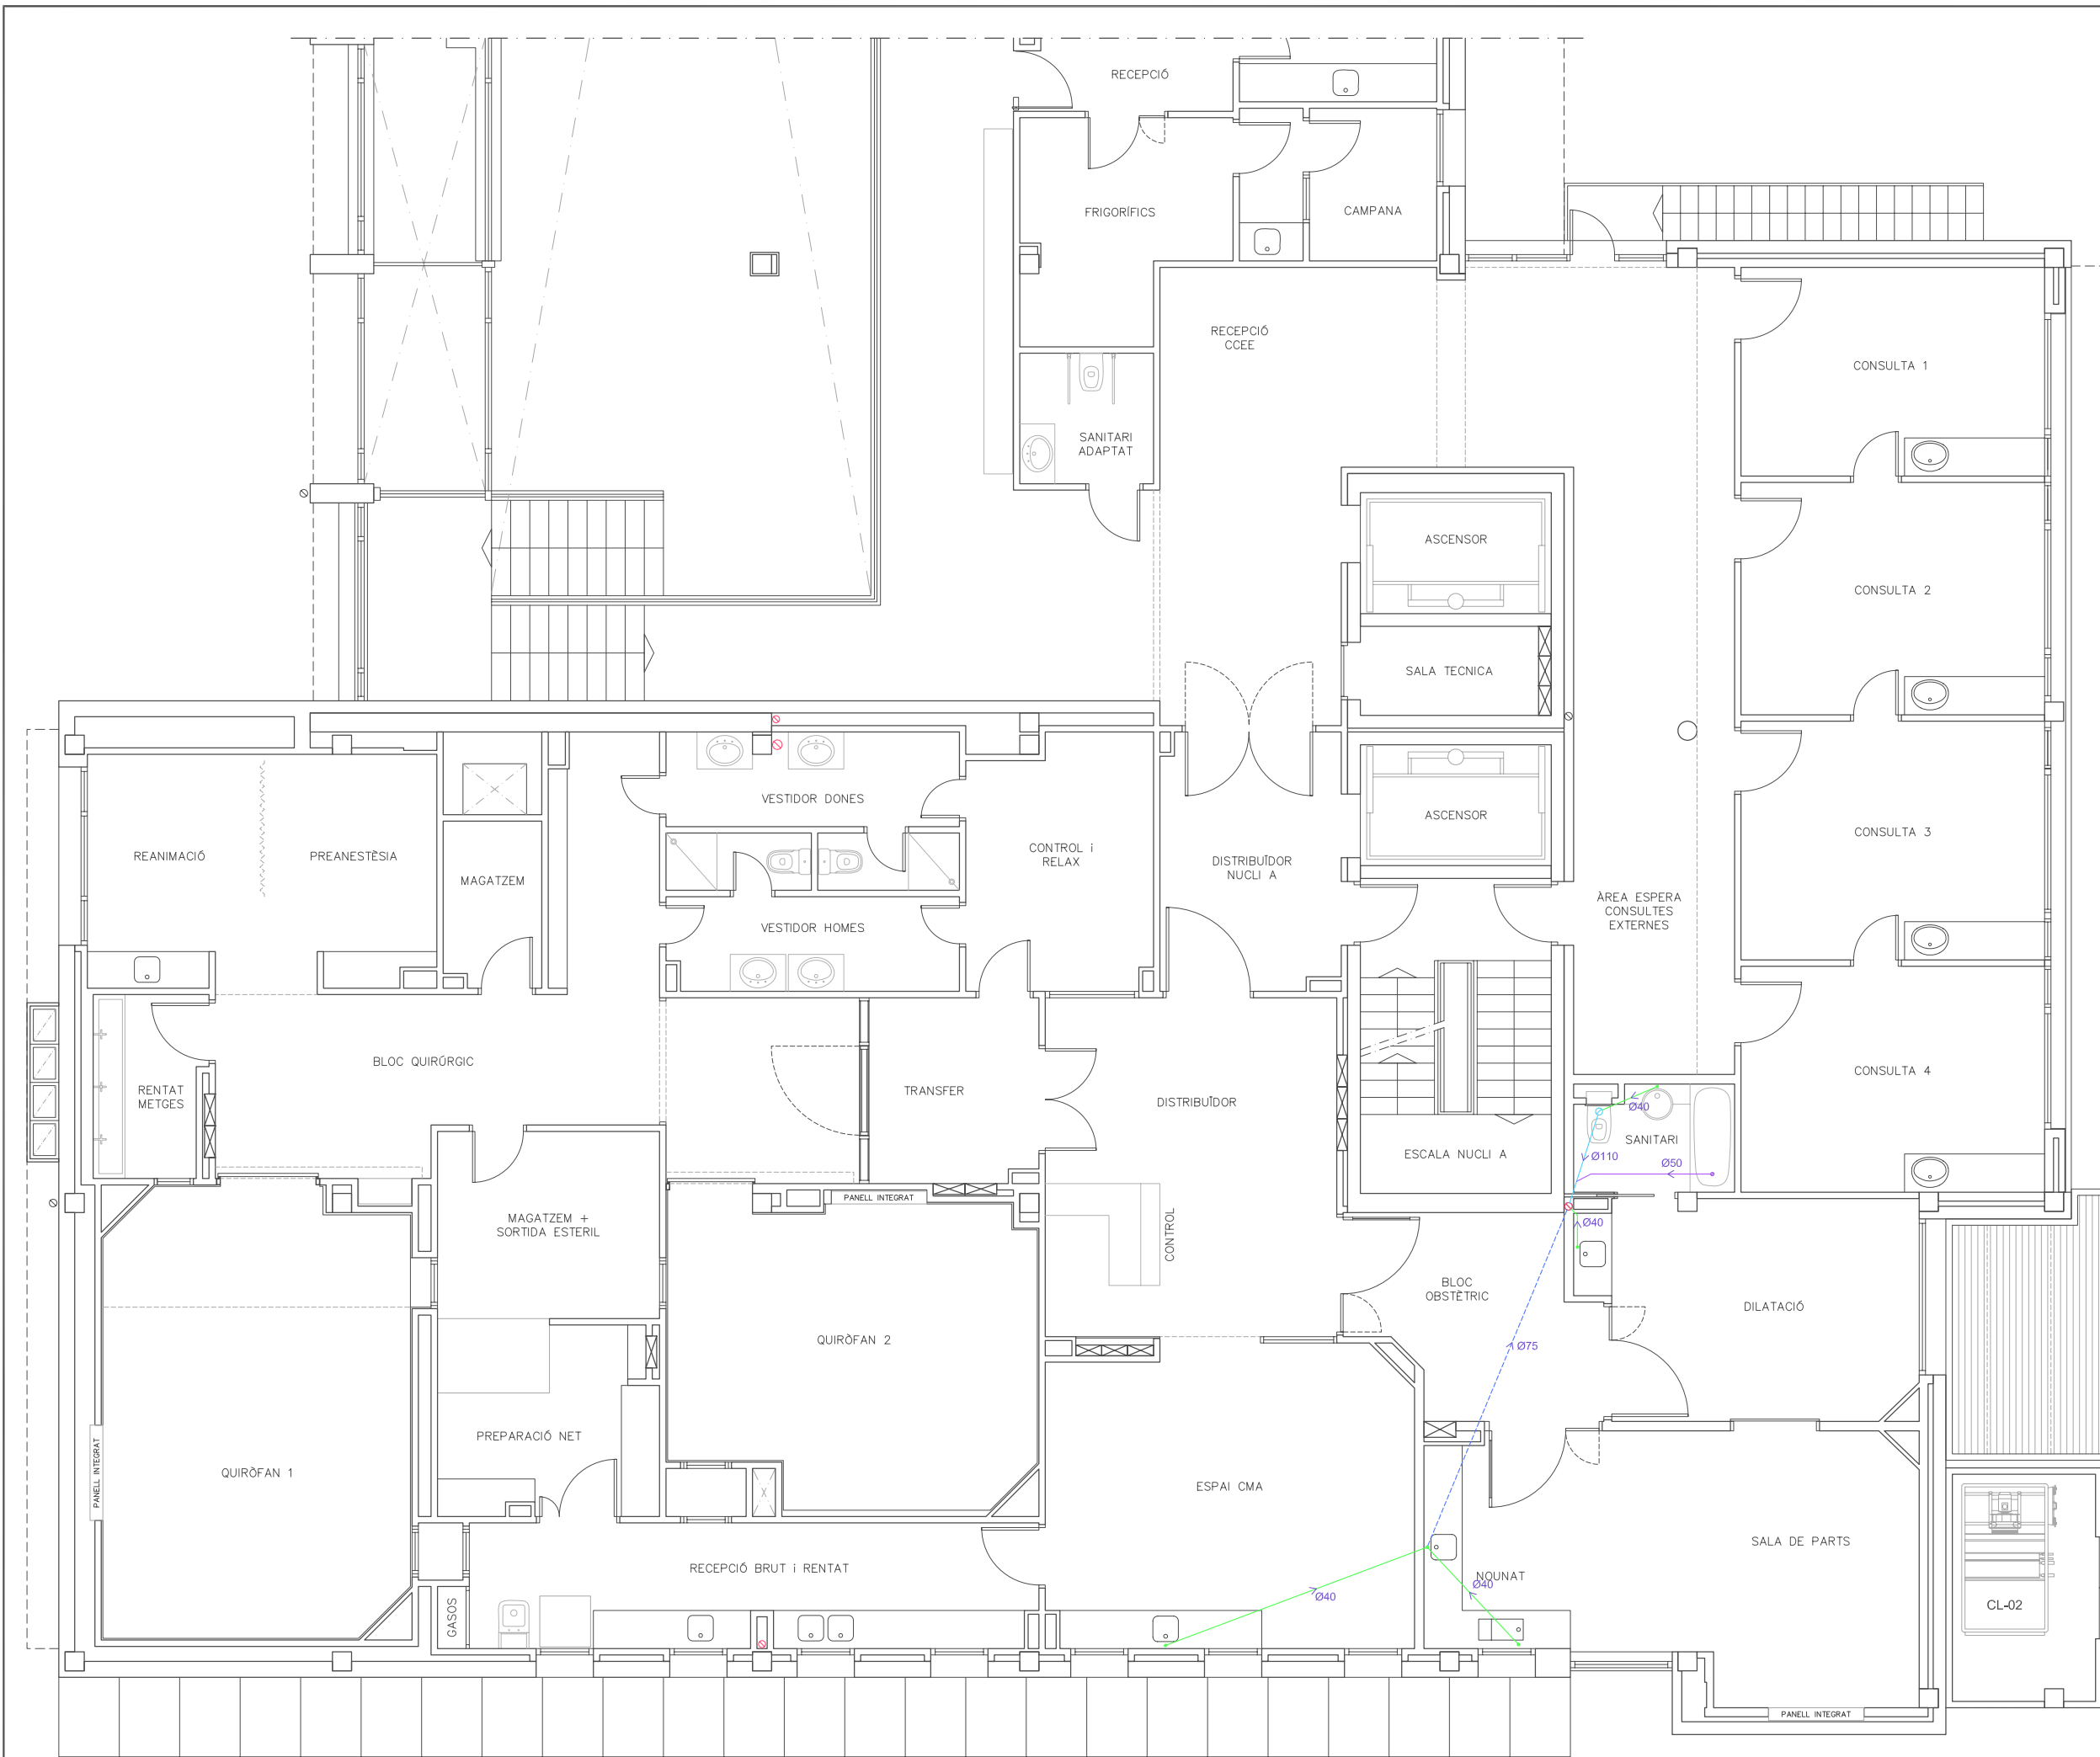 RECEPCIÓ
FRIGORÍFICS
CAMPANA
RECEPCIÓ
CCEE
CONSULTA 1
SANITARI
ADAPTAT
ASCENSOR
CONSULTA 2
SALA TECNICA
VESTIDOR DONES
ASCENSOR
CONSULTA 3
REANIMACIÓ
PREANESTÈSIA
MAGATZEM
CONTROL i
RELAX
DISTRIBUÏDOR
NUCLI A
ÀREA ESPERA
CONSULTES
EXTERNES
VESTIDOR HOMES
BLOC QUIRÚRGIC
RENTAT
METGES
TRANSFER
DISTRIBUÏDOR
CONSULTA 4
Ø40
SANITARI
ESCALA NUCLI A
Ø110
Ø50
PANELL INTEGRAT
MAGATZEM +
SORTIDA ESTERIL
CONTROL
Ø40
BLOC
OBSTÈTRIC
DILATACIÓ
QUIRÒFAN 2
Ø75
PREPARACIÓ NET
PANELL INTEGRAT
QUIRÒFAN 1
ESPAI CMA
SALA DE PARTS
RECEPCIÓ BRUT i RENTAT
NOUNAT
Ø40
Ø40
GASOS
CL-02
PANELL INTEGRAT